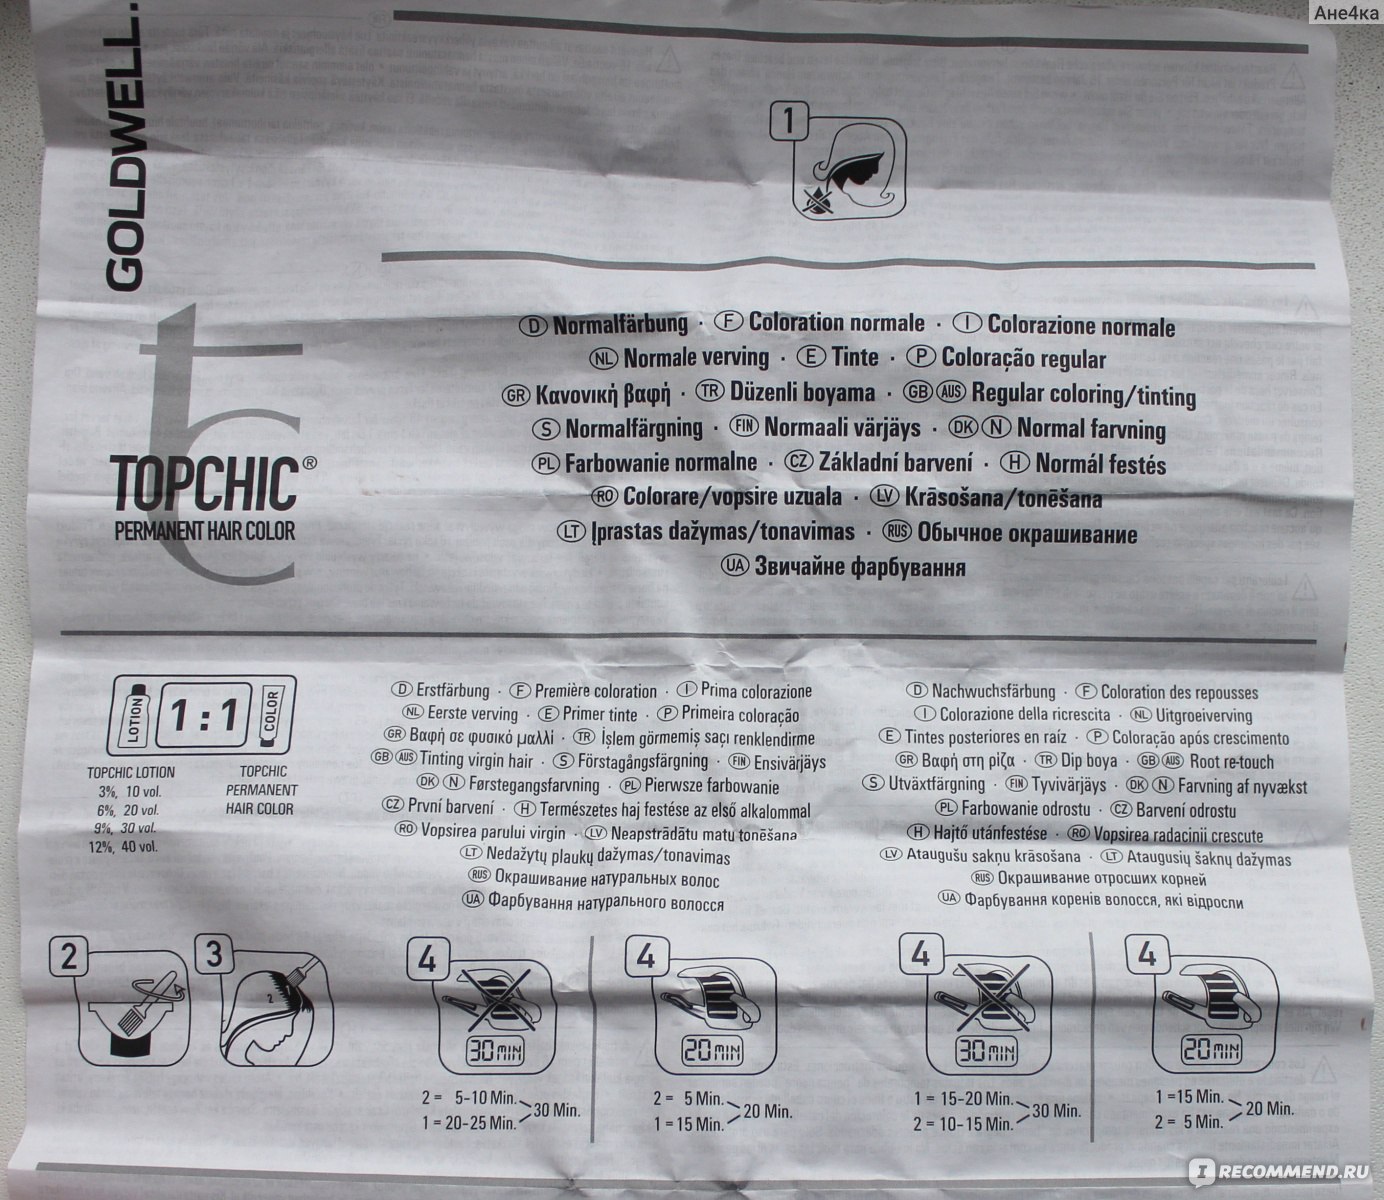 Ане4ка
GOLDWELL.
1
Ⓓ Normalfärbung · Ⓕ Coloration normale · Ⓘ Colorazione normale
NL Normale verving · Ⓔ Tinte · Ⓟ Coloração regular
GR Κανονική βαφή · TR Düzenli boyama · GB AUS Regular coloring/tinting
Ⓢ Normalfärgning · FIN Normaali värjäys · DK Ⓝ Normal farvning
PL Farbowanie normalne · CZ Základní barvení · Ⓗ Normál festés
RO Colorare/vopsire uzuala · LV Krāsošana/tonēšana
LT Įprastas dažymas/tonavimas · RUS Обычное окрашивание
UA Звичайне фарбування
tc
TOPCHIC®
PERMANENT HAIR COLOR
LOTION 1:1 COLOR
TOPCHIC LOTION
3%, 10 vol.
6%, 20 vol.
9%, 30 vol.
12%, 40 vol.
TOPCHIC
PERMANENT
HAIR COLOR
Ⓓ Erstfärbung · Ⓕ Première coloration · Ⓘ Prima colorazione
NL Eerste verving · Ⓔ Primer tinte · Ⓟ Primeira coloração
GR Βαφή σε φυσικό μαλλί · TR İşlem görmemiş saçı renklendirme
GB AUS Tinting virgin hair · Ⓢ Förstagångsfärgning · FIN Ensivärjäys
DK Ⓝ Førstegangsfarvning · PL Pierwsze farbowanie
CZ První barvení · Ⓗ Természetes haj festése az első alkalommal
RO Vopsirea parului virgin · LV Neapstrādātu matu tonēšana
LT Nedažytų plaukų dažymas/tonavimas
RUS Окрашивание натуральных волос
UA Фарбування натурального волосся
Ⓓ Nachwuchsfärbung · Ⓕ Coloration des repousses
Ⓘ Colorazione della ricrescita · NL Uitgroeiverving
Ⓔ Tintes posteriores en raíz · Ⓟ Coloração após crescimento
GR Βαφή στη ρίζα · TR Dip boya · GB AUS Root re-touch
Ⓢ Utväxtfärgning · FIN Tyvivärjäys · DK Ⓝ Farvning af nyvækst
PL Farbowanie odrostu · CZ Barvení odrostu
Ⓗ Hajtő utánfestése · RO Vopsirea radacinii crescute
LV Ataugušu sakņu krāsošana · LT Ataugusių šaknų dažymas
RUS Окрашивание отросших корней
UA Фарбування коренів волосся, які відросли
2
3
2
4
30 MIN
2 = 5-10 Min.
1 = 20-25 Min.
30 Min.
4
20 MIN
2 = 5 Min.
1 = 15 Min.
20 Min.
4
30 MIN
1 = 15-20 Min.
2 = 10-15 Min.
30 Min.
4
20 MIN
1 =15 Min.
2 = 5 Min.
20 Min.
I RECOMMEND.RU